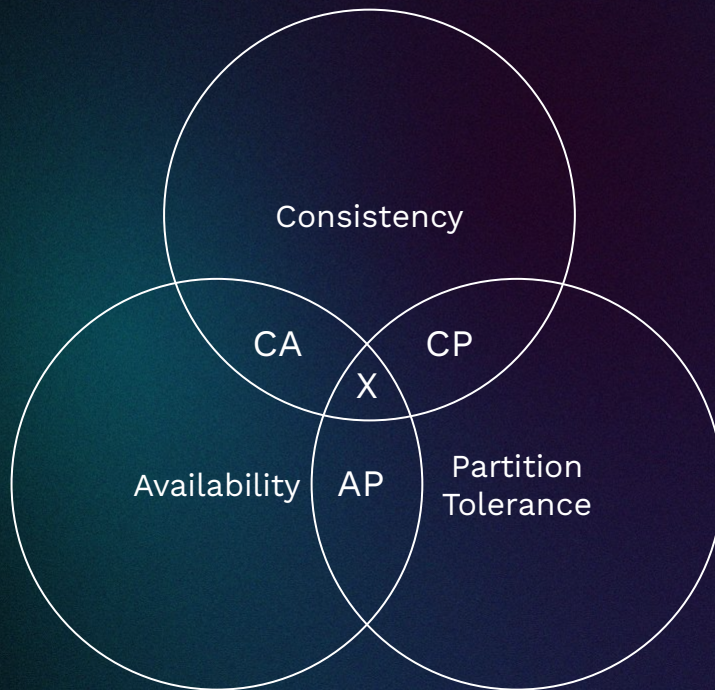 Consistency
CA
CP
X
Availability
AP
Partition
Tolerance